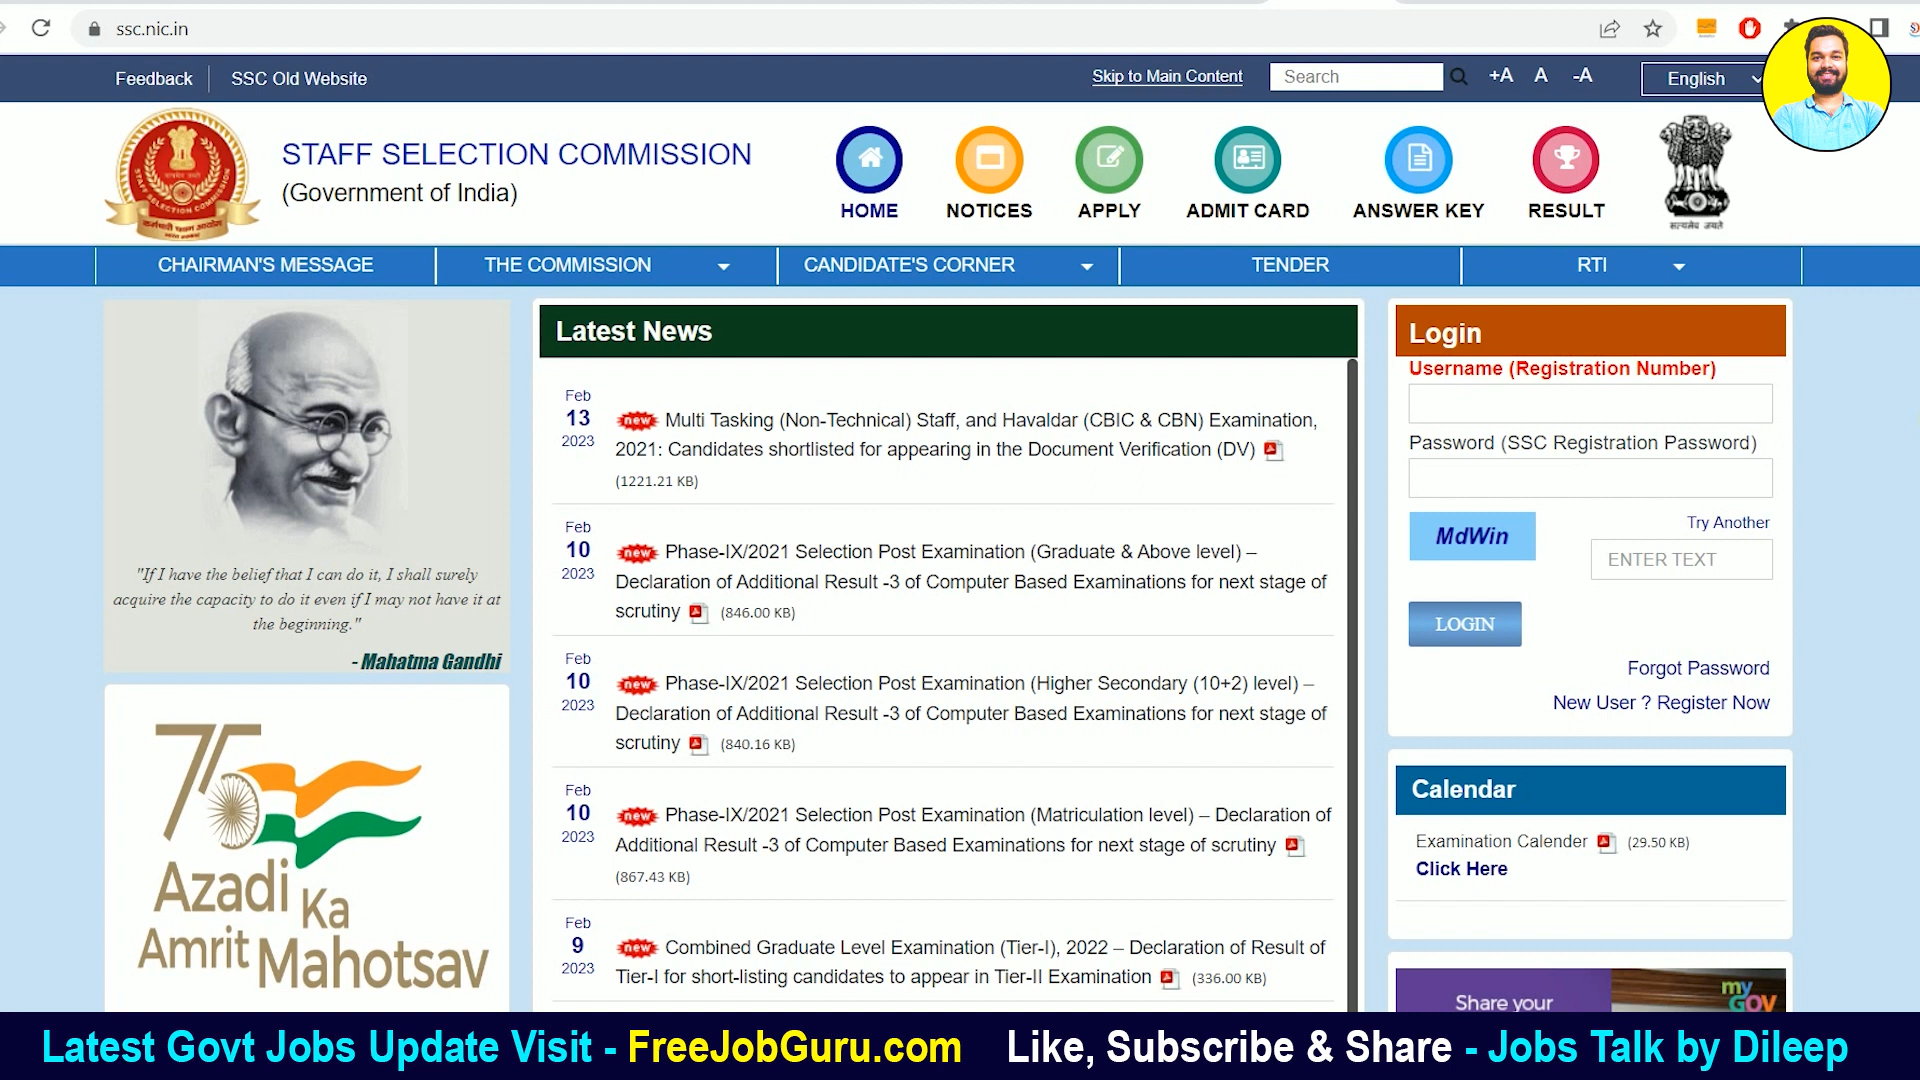 ssc.nic.in
Feedback
SSC Old Website
Skip to Main Content
Search
+A A -A
English
STAFF SELECTION COMMISSION
(Government of India)
HOME
NOTICES
APPLY
ADMIT CARD
ANSWER KEY
RESULT
सत्यमेव जयते
CHAIRMAN'S MESSAGE
THE COMMISSION
CANDIDATE'S CORNER
TENDER
RTI
"If I have the belief that I can do it, I shall surely
acquire the capacity to do it even if I may not have it at
the beginning."
- Mahatma Gandhi
75
Azadi Ka
Amrit Mahotsav
Latest News
Feb
13
2023
new Multi Tasking (Non-Technical) Staff, and Havaldar (CBIC & CBN) Examination,
2021: Candidates shortlisted for appearing in the Document Verification (DV)
(1221.21 KB)
Feb
10
2023
new Phase-IX/2021 Selection Post Examination (Graduate & Above level) –
Declaration of Additional Result -3 of Computer Based Examinations for next stage of
scrutiny (846.00 KB)
Feb
10
2023
new Phase-IX/2021 Selection Post Examination (Higher Secondary (10+2) level) –
Declaration of Additional Result -3 of Computer Based Examinations for next stage of
scrutiny (840.16 KB)
Feb
10
2023
new Phase-IX/2021 Selection Post Examination (Matriculation level) – Declaration of
Additional Result -3 of Computer Based Examinations for next stage of scrutiny
(867.43 KB)
Feb
9
2023
new Combined Graduate Level Examination (Tier-I), 2022 – Declaration of Result of
Tier-I for short-listing candidates to appear in Tier-II Examination (336.00 KB)
Login
Username (Registration Number)
Password (SSC Registration Password)
MdWin
Try Another
ENTER TEXT
LOGIN
Forgot Password
New User ? Register Now
Calendar
Examination Calender (29.50 KB)
Click Here
Share your
my
GOV
Latest Govt Jobs Update Visit - FreeJobGuru.com Like, Subscribe & Share - Jobs Talk by Dileep